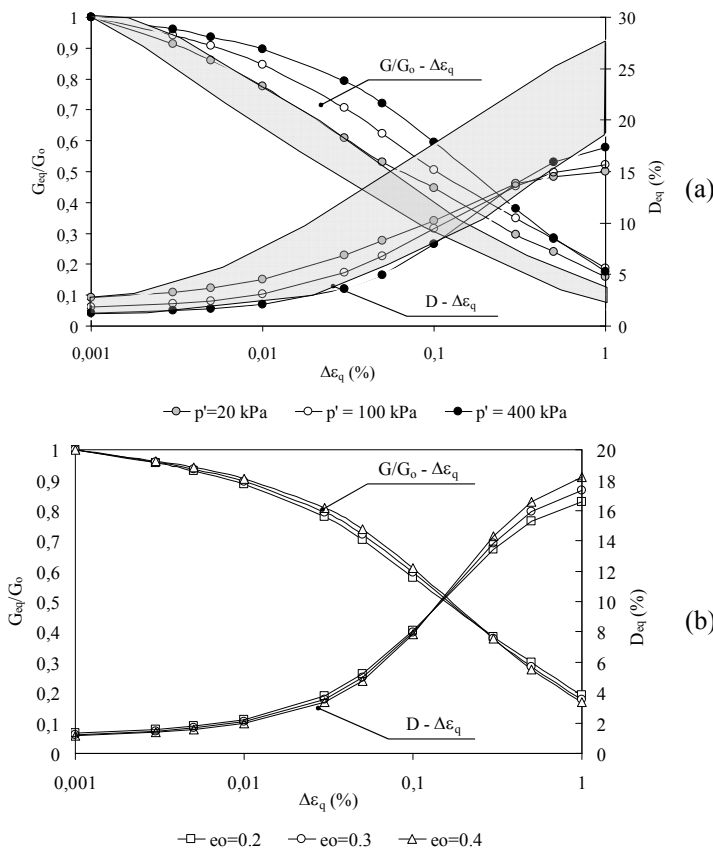 1
0,9
0,8
0,7
0,6
0,5
0,4
0,3
0,2
0,1
0
Geq/Go
30
25
20
15
10
5
0
Deq (%)
G/Go - Δεq
D - Δεq
(a)
0,001
0,01
0,1
1
Δεq (%)
p'=20 kPa
p' = 100 kPa
p' = 400 kPa
1
0,9
0,8
0,7
0,6
0,5
0,4
0,3
0,2
0,1
0
Geq/Go
20
18
16
14
12
10
8
6
4
2
0
Deq (%)
G/Go - Δεq
D - Δεq
(b)
0,001
0,01
0,1
1
Δεq (%)
eo=0.2
eo=0.3
eo=0.4